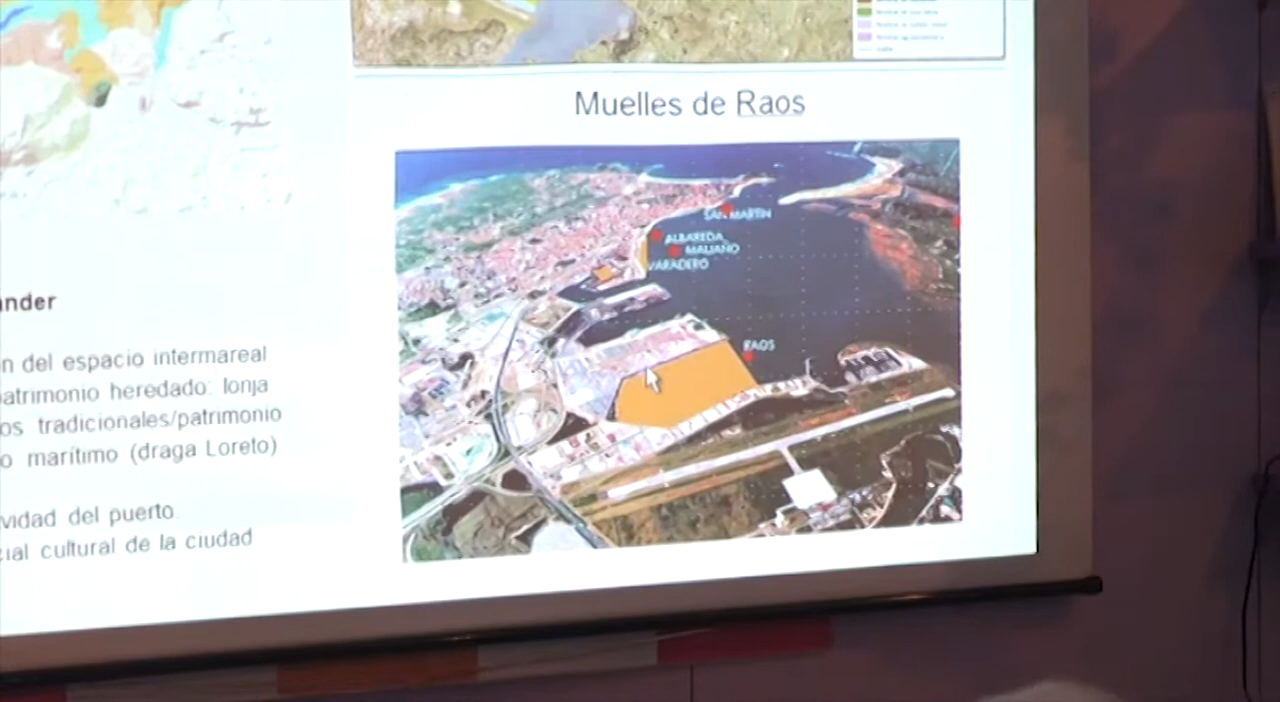 Muelles de Raos
SAN MARTIN
ALBAREDA
MALIAÑO
VARADERO
RAOS
ander
n del espacio intermareal
atrimonio heredado: lonja
os tradicionales/patrimonio
o marítimo (draga Loreto)
vidad del puerto
cial cultural de la ciudad